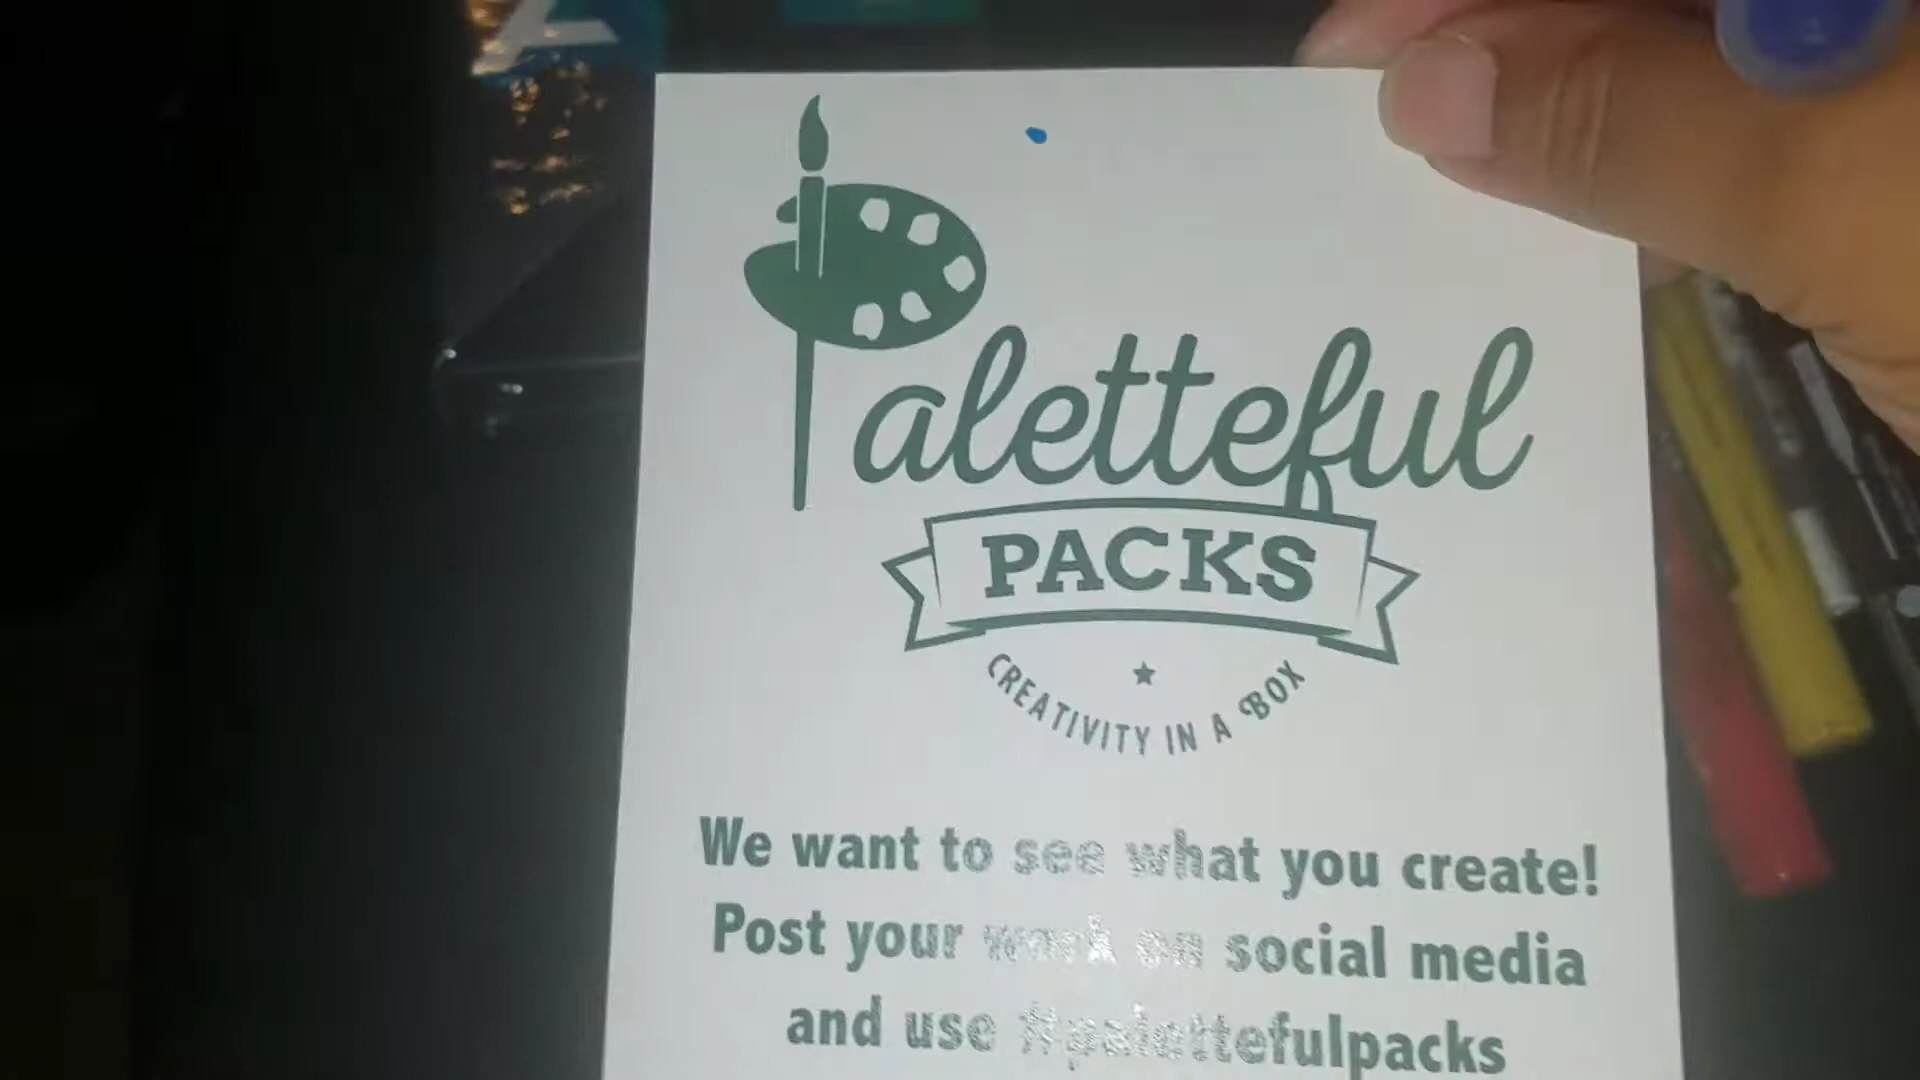 Paletteful
PACKS
CREATIVITY IN A BOX
We want to see what you create!
Post your work on social media
and use #palettefulpacks